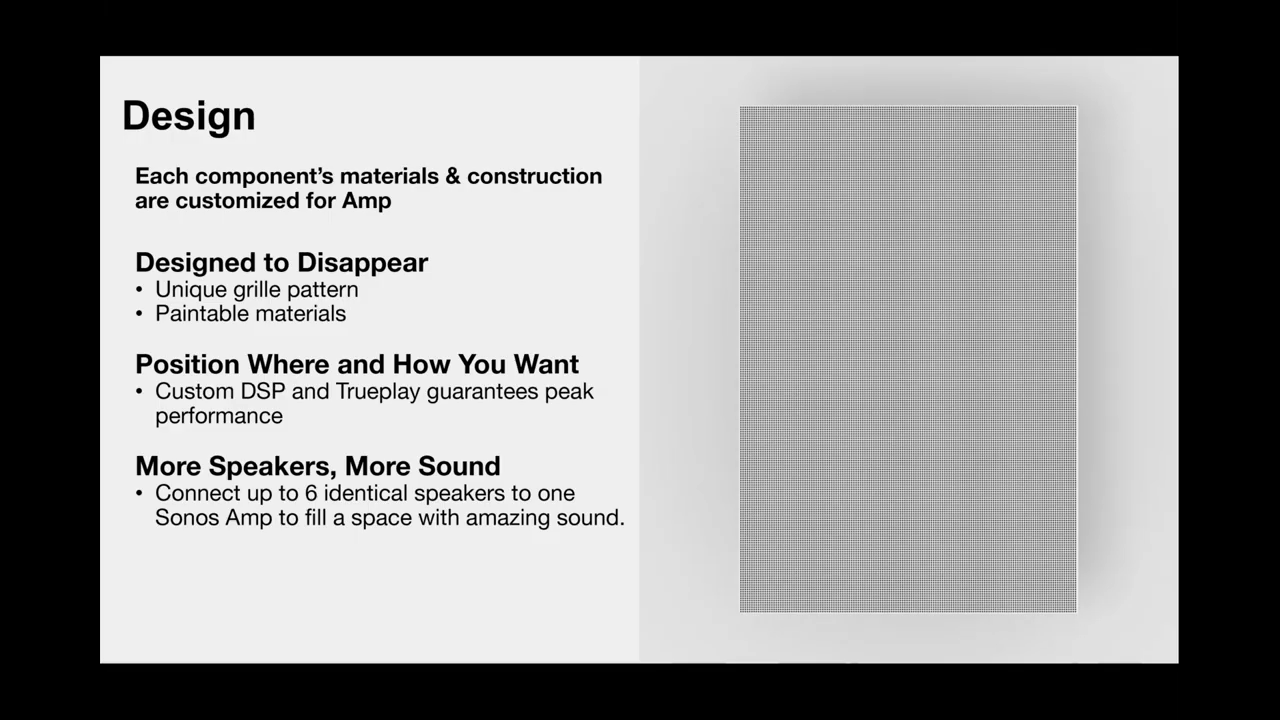 Design
Each component's materials & construction
are customized for Amp
Designed to Disappear
• Unique grille pattern
• Paintable materials
Position Where and How You Want
• Custom DSP and Trueplay guarantees peak
performance
More Speakers, More Sound
• Connect up to 6 identical speakers to one
Sonos Amp to fill a space with amazing sound.